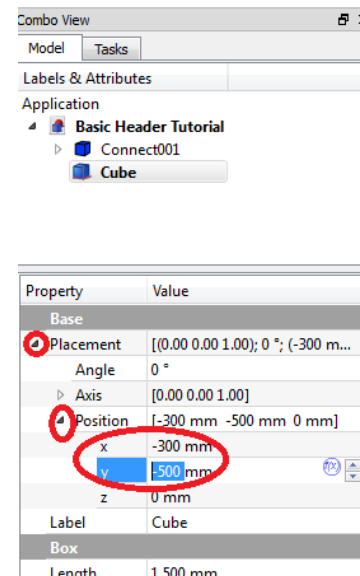 Combo View
Model Tasks
Labels & Attributes
Application
Basic Header Tutorial
Connect001
Cube
Property Value
Base
Placement [(0.00 0.00 1.00); 0 °; (-300 m...
Angle 0 °
Axis [0.00 0.00 1.00]
Position [-300 mm -500 mm 0 mm]
x -300 mm
y -500 mm
z 0 mm
Label Cube
Box
Length 1,500 mm